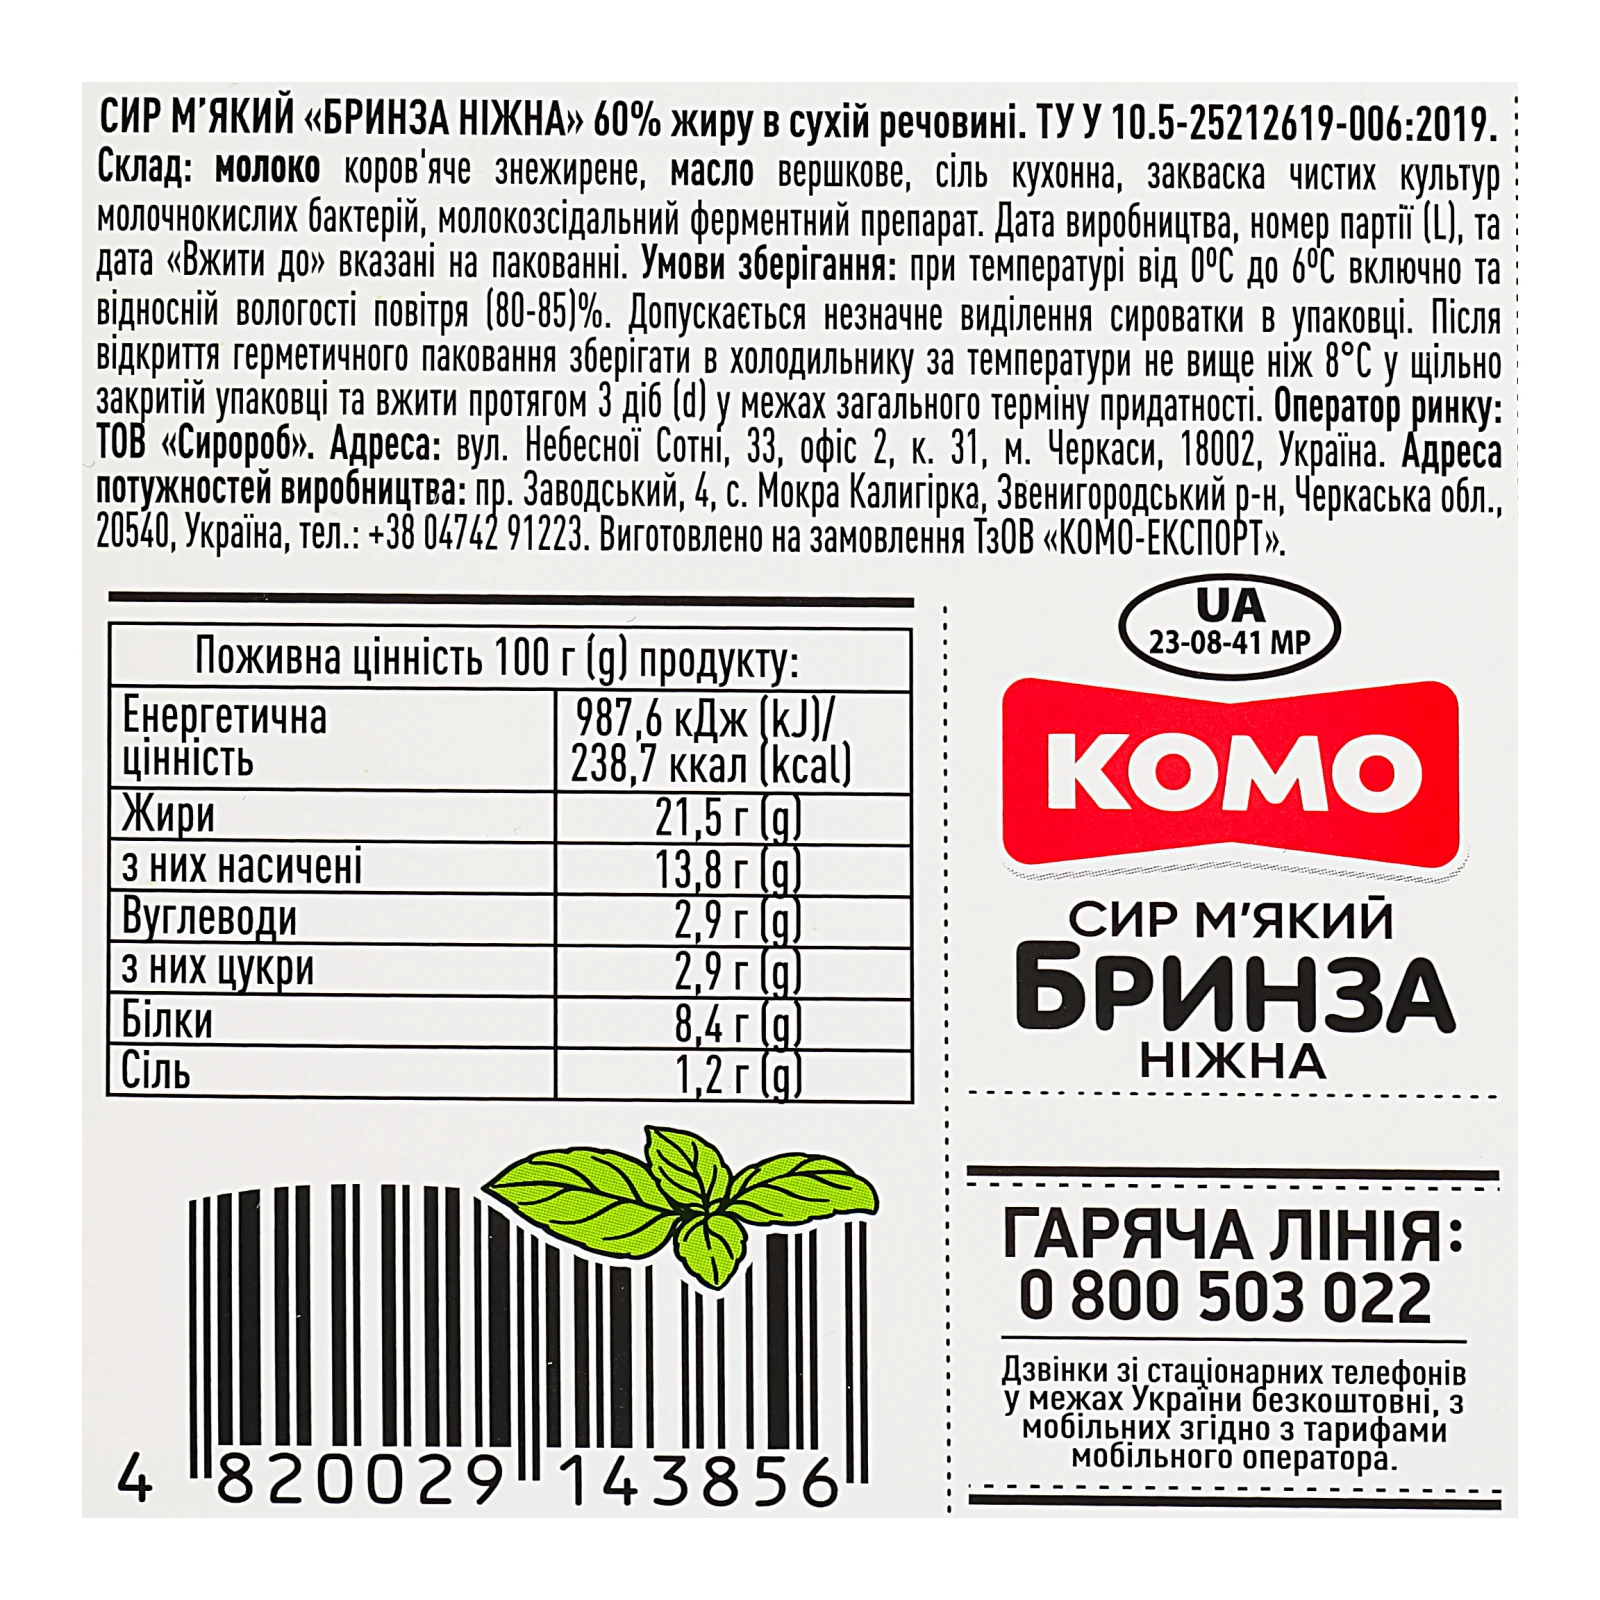 СИР М’ЯКИЙ «БРИНЗА НІЖНА» 60% жиру в сухій речовині. ТУ У 10.5-25212619-006:2019.
Склад: молоко коров'яче знежирене, масло вершкове, сіль кухонна, закваска чистих культур
молочнокислих бактерій, молокозсідальний ферментний препарат. Дата виробництва, номер партії (L), та
дата «Вжити до» вказані на пакованні. Умови зберігання: при температурі від 0ºС до 6ºС включно та
відносній вологості повітря (80-85)%. Допускається незначне виділення сироватки в упаковці. Після
відкриття герметичного паковання зберігати в холодильнику за температури не вище ніж 8°С у щільно
закритій упаковці та вжити протягом 3 діб (d) у межах загального терміну придатності. Оператор ринку:
ТОВ «Сиророб». Адреса: вул. Небесної Сотні, 33, офіс 2, к. 31, м. Черкаси, 18002, Україна. Адреса
потужностей виробництва: пр. Заводський, 4, с. Мокра Калигірка, Звенигородський р-н, Черкаська обл.,
20540, Україна, тел.: +38 04742 91223. Виготовлено на замовлення ТзОВ «КОМО-ЕКСПОРТ».
Поживна цінність 100 г (g) продукту:
Енергетична цінність 987,6 кДж (kJ)/
238,7 ккал (kcal)
Жири 21,5 г (g)
з них насичені 13,8 г (g)
Вуглеводи 2,9 г (g)
з них цукри 2,9 г (g)
Білки 8,4 г (g)
Сіль 1,2 г (g)
4 820029 143856
UA
23-08-41 МР
КОМО
СИР М’ЯКИЙ
БРИНЗА
НІЖНА
ГАРЯЧА ЛІНІЯ:
0 800 503 022
Дзвінки зі стаціонарних телефонів
у межах України безкоштовні, з
мобільних згідно з тарифами
мобільного оператора.